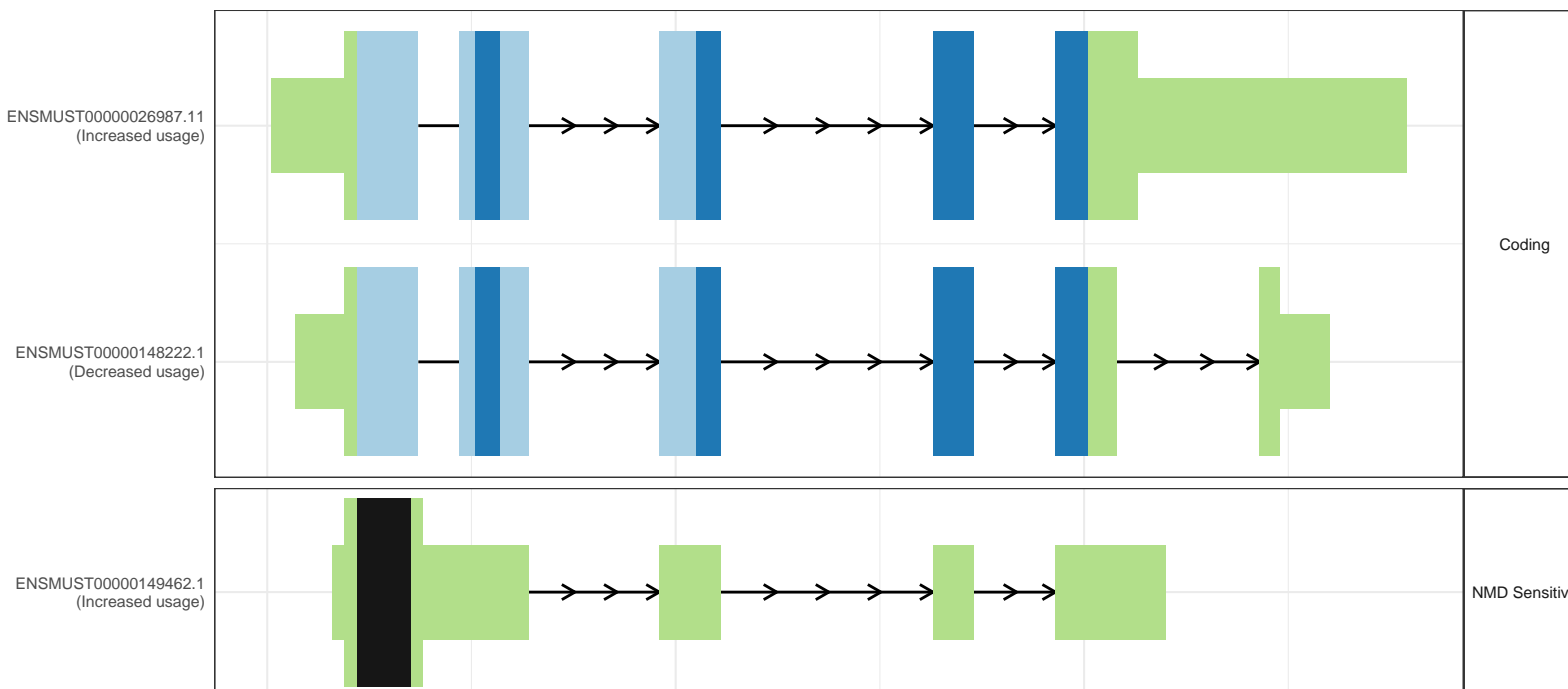 ENSMUST00000026987.11
(Increased usage)
Coding
ENSMUST00000148222.1
(Decreased usage)
ENSMUST00000149462.1
(Increased usage)
NMD Sensitiv